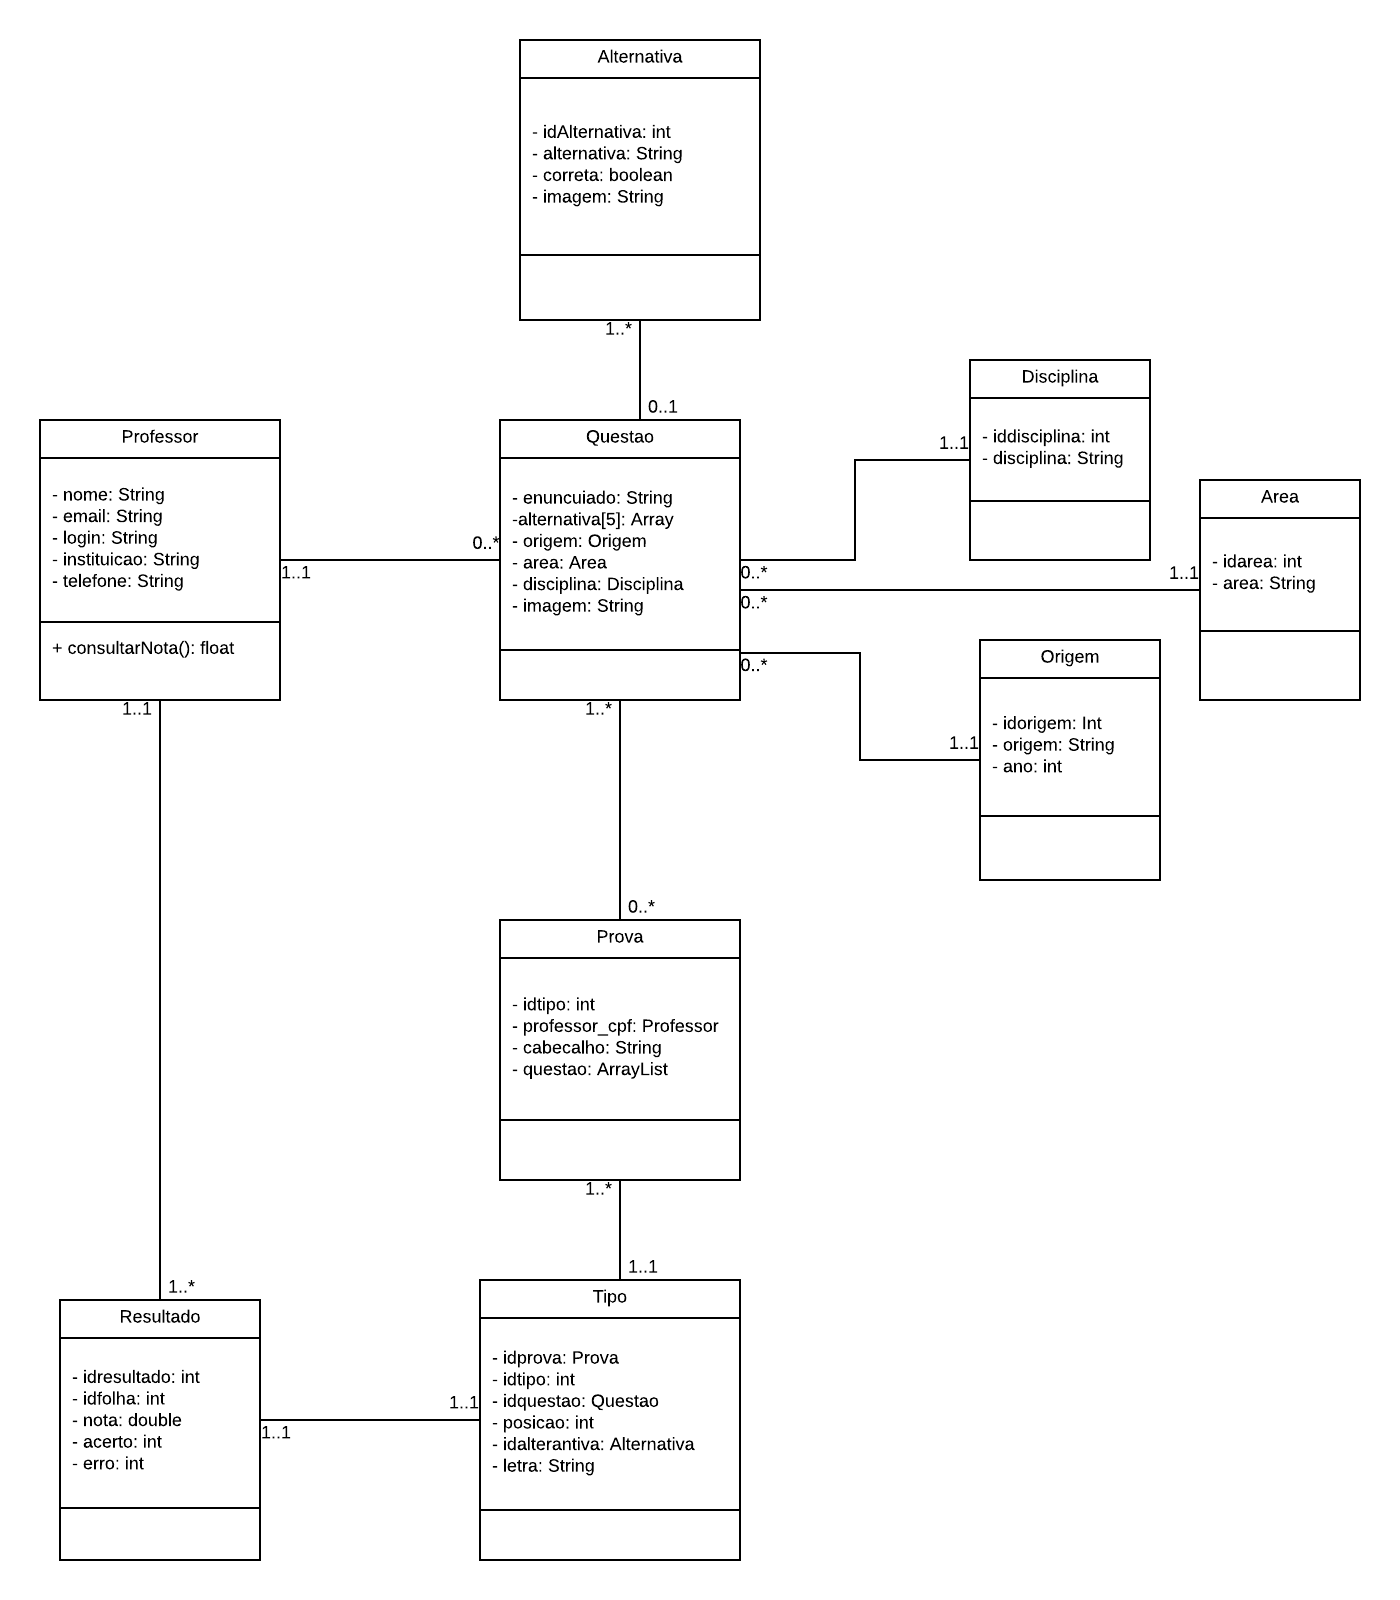 Alternativa
- idAlternativa: int
- alternativa: String
- correta: boolean
- imagem: String
1..*
0..1
Disciplina
- iddisciplina: int
- disciplina: String
1..1
Professor
- nome: String
- email: String
- login: String
- instituicao: String
- telefone: String
+ consultarNota(): float
1..1
0..*
Questao
- enuncuiado: String
-alternativa[5]: Array
- origem: Origem
- area: Area
- disciplina: Disciplina
- imagem: String
0..*
0..*
0..*
1..1
Area
- idarea: int
- area: String
Origem
- idorigem: Int
- origem: String
- ano: int
1..1
1..1
1..*
0..*
Prova
- idtipo: int
- professor_cpf: Professor
- cabecalho: String
- questao: ArrayList
1..*
1..1
1..*
Resultado
- idresultado: int
- idfolha: int
- nota: double
- acerto: int
- erro: int
1..1
1..1
Tipo
- idprova: Prova
- idtipo: int
- idquestao: Questao
- posicao: int
- idalterantiva: Alternativa
- letra: String